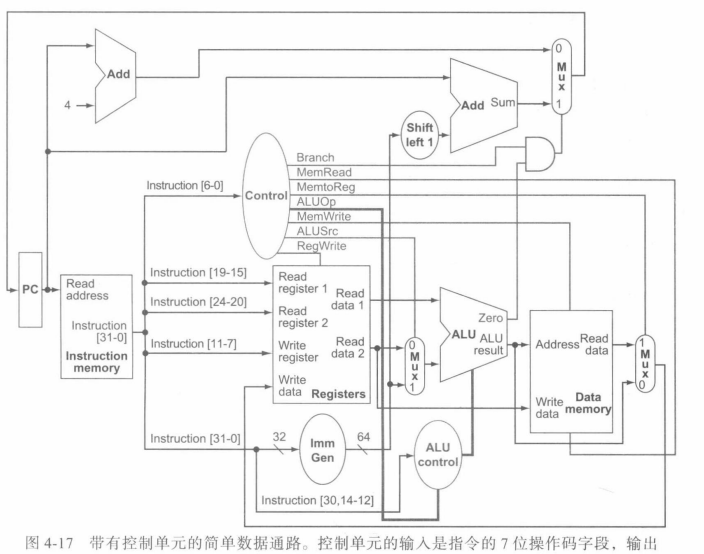 Add
4
Add Sum
0
M
u
x
1
Shift
left 1
Branch
MemRead
MemtoReg
ALUOp
MemWrite
ALUSrc
RegWrite
Control
Instruction [6-0]
PC
Read
address
Instruction
[31-0]
Instruction
memory
Instruction [19-15]
Instruction [24-20]
Instruction [11-7]
Instruction [31-0]
Read
register 1
Read
register 2
Write
register
Write
data
Read
data 1
Read
data 2
Registers
0
M
u
x
1
Zero
ALU
ALU
result
Address
Read
data
Write
data
Data
memory
1
M
u
x
0
32
Imm
Gen
64
ALU
control
Instruction [30,14-12]
图 4-17 带有控制单元的简单数据通路。控制单元的输入是指令的 7 位操作码字段，输出